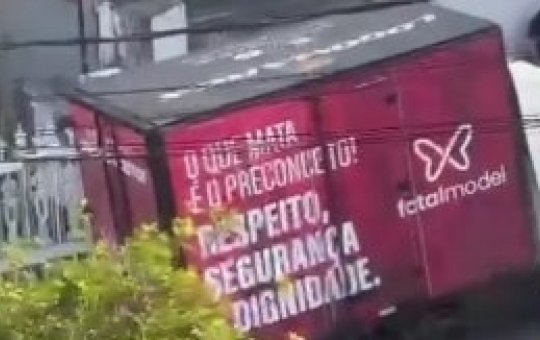 O QUE MATA
É O PRECONCEITO!
RESPEITO,
SEGURANÇA
DIGNIDADE.
fatalmodel